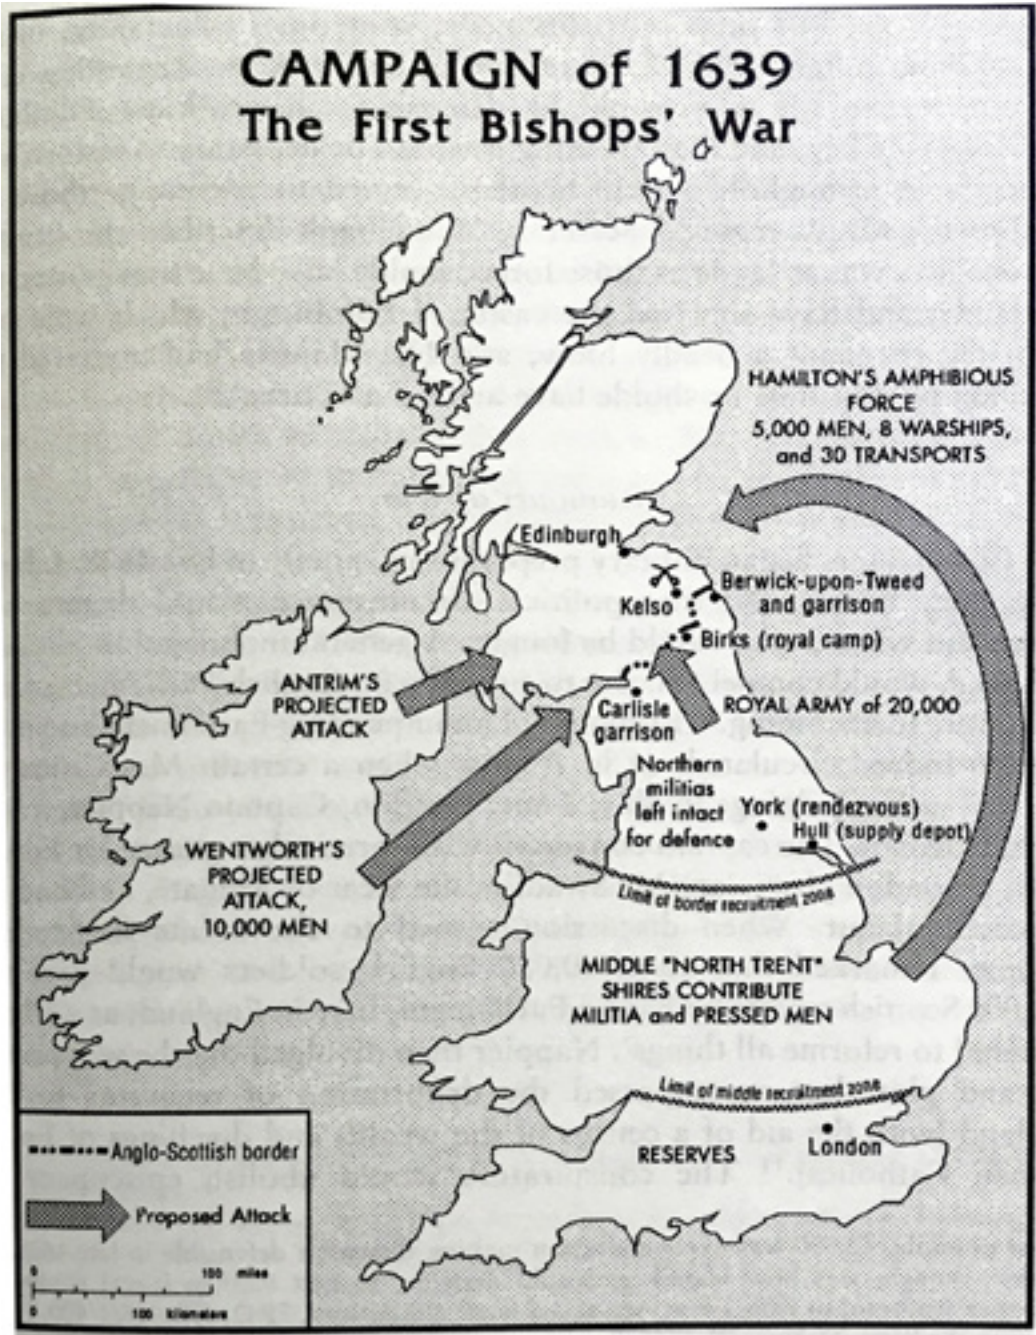 CAMPAIGN of 1639
The First Bishops' War
HAMILTON'S AMPHIBIOUS
FORCE
5,000 MEN, 8 WARSHIPS,
and 30 TRANSPORTS
Edinburgh
Kelso
Berwick-upon-Tweed
and garrison
Birks (royal camp)
ANTRIM'S
PROJECTED
ATTACK
Carlisle
garrison
ROYAL ARMY of 20,000
Northern
militias
left intact
for defence
York (rendezvous)
Hull (supply depot)
WENTWORTH'S
PROJECTED
ATTACK,
10,000 MEN
Limit of border recruitment zone
MIDDLE "NORTH TRENT"
SHIRES CONTRIBUTE
MILITIA and PRESSED MEN
Limit of middle recruitment zone
RESERVES
London
Anglo-Scottish border
Proposed Attack
0 100 miles
0 100 kilometers